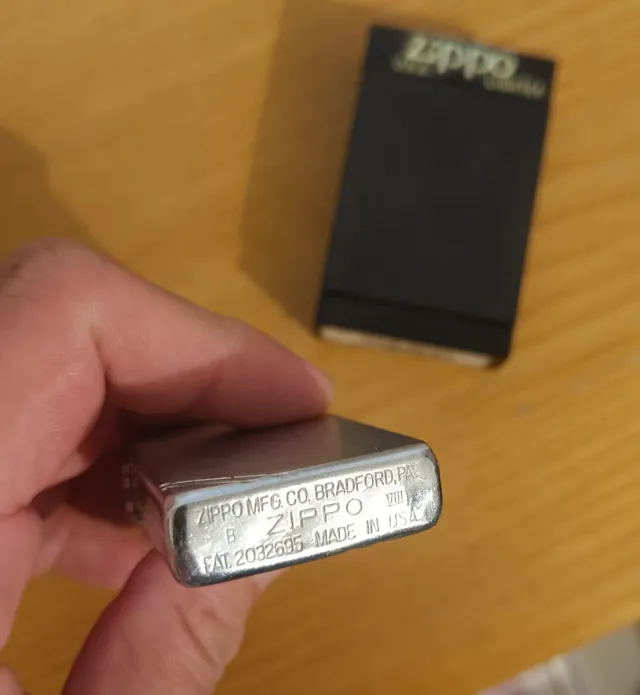 Zippo
ZIPPO MFG. CO. BRADFORD, PA.
B ZIPPO VIII
PAT. 2032695 MADE IN U.S.A.